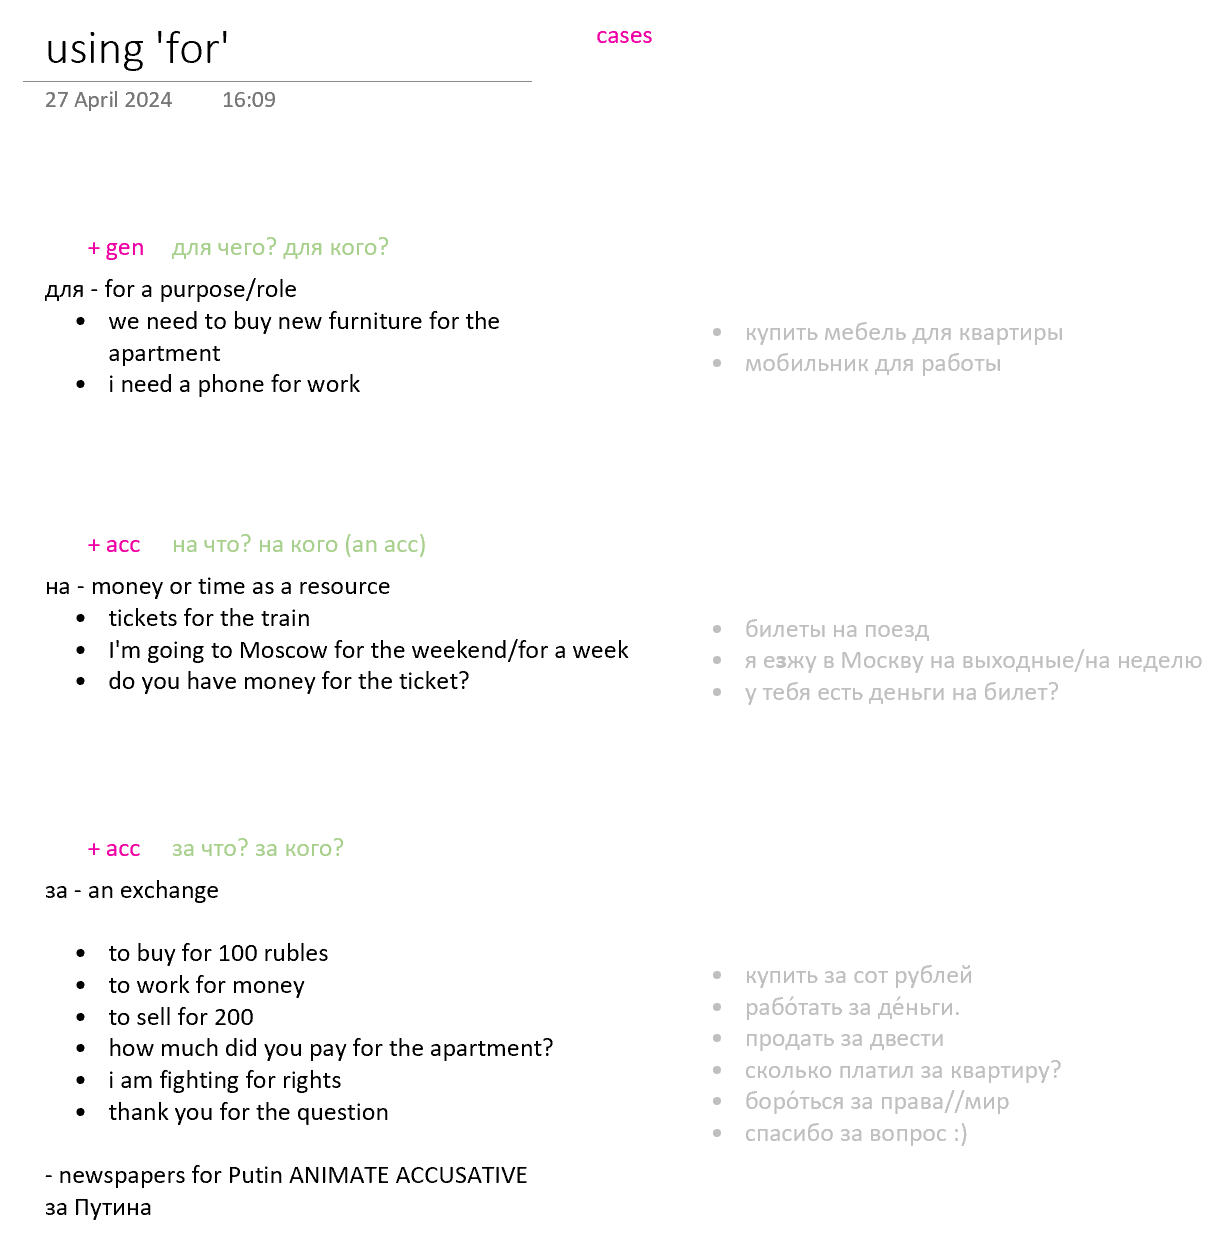 using 'for'
cases
27 April 2024 16:09
+ gen для чего? для кого?
для - for a purpose/role
• we need to buy new furniture for the
apartment
• i need a phone for work
• купить мебель для квартиры
• мобильник для работы
+ acc на что? на кого (an acc)
на - money or time as a resource
• tickets for the train
• I'm going to Moscow for the weekend/for a week
• do you have money for the ticket?
• билеты на поезд
• я езжу в Москву на выходные/на неделю
• у тебя есть деньги на билет?
+ acc за что? за кого?
за - an exchange
• to buy for 100 rubles
• to work for money
• to sell for 200
• how much did you pay for the apartment?
• i am fighting for rights
• thank you for the question
• купить за сот рублей
• рабо́тать за де́ньги.
• продать за двести
• сколько платил за квартиру?
• боро́ться за права//мир
• спасибо за вопрос :)
- newspapers for Putin ANIMATE ACCUSATIVE
за Путина